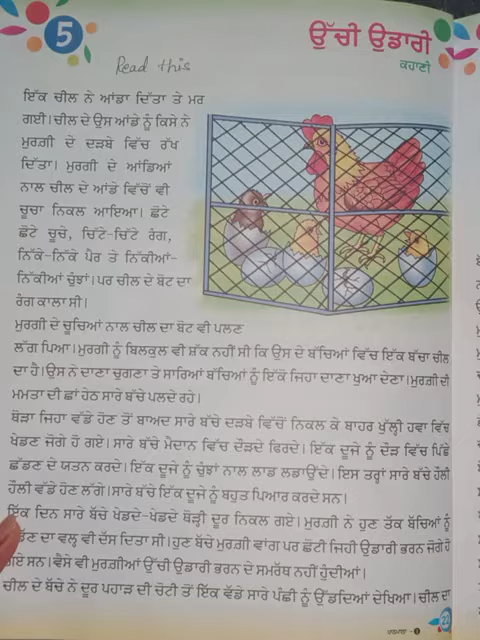 5
ਉੱਚੀ ਉਡਾਰੀ
ਕਹਾਣੀ
Read this
ਇੱਕ ਚੀਲ ਨੇ ਆਂਡਾ ਦਿੱਤਾ ਤੇ ਮਰ
ਗਈ। ਚੀਲ ਦੇ ਉਸ ਆਂਡੇ ਨੂੰ ਕਿਸੇ ਨੇ
ਮੁਰਗ਼ੀ ਦੇ ਦੜਬੇ ਵਿੱਚ ਰੱਖ
ਦਿੱਤਾ। ਮੁਰਗੀ ਦੇ ਆਂਡਿਆਂ
ਨਾਲ ਚੀਲ ਦੇ ਆਂਡੇ ਵਿੱਚੋਂ ਵੀ
ਚੂਚਾ ਨਿਕਲ ਆਇਆ। ਛੋਟੇ
ਛੋਟੇ ਚੂਚੇ, ਚਿੱਟੇ-ਚਿੱਟੇ ਰੰਗ,
ਨਿੱਕੇ-ਨਿੱਕੇ ਪੈਰ ਤੇ ਨਿੱਕੀਆਂ-
ਨਿੱਕੀਆਂ ਚੁੰਝਾਂ। ਪਰ ਚੀਲ ਦੇ ਬੋਟ ਦਾ
ਰੰਗ ਕਾਲਾ ਸੀ।
ਮੁਰਗੀ ਦੇ ਚੂਚਿਆਂ ਨਾਲ ਚੀਲ ਦਾ ਬੋਟ ਵੀ ਪਲਣ
ਲੱਗ ਪਿਆ। ਮੁਰਗੀ ਨੂੰ ਬਿਲਕੁਲ ਵੀ ਸ਼ੱਕ ਨਹੀਂ ਸੀ ਕਿ ਉਸ ਦੇ ਬੱਚਿਆਂ ਵਿੱਚ ਇੱਕ ਬੱਚਾ ਚੀਲ
ਦਾ ਹੈ। ਉਸ ਨੇ ਦਾਣਾ ਚੁਗਣਾ ਤੇ ਸਾਰਿਆਂ ਬੱਚਿਆਂ ਨੂੰ ਇੱਕੋ ਜਿਹਾ ਦਾਣਾ ਖੁਆ ਦੇਣਾ। ਮੁਰਗ਼ੀ ਦੀ
ਮਮਤਾ ਦੀ ਛਾਂ ਹੇਠ ਸਾਰੇ ਬੱਚੇ ਪਲਦੇ ਰਹੇ।
ਥੋੜਾ ਜਿਹਾ ਵੱਡੇ ਹੋਣ ਤੋਂ ਬਾਅਦ ਸਾਰੇ ਬੱਚੇ ਦੜਬੇ ਵਿੱਚੋਂ ਨਿਕਲ ਕੇ ਬਾਹਰ ਖੁੱਲ੍ਹੀ ਹਵਾ ਵਿੱਚ
ਖੇਡਣ ਜੋਗੇ ਹੋ ਗਏ। ਸਾਰੇ ਬੱਚੇ ਮੈਦਾਨ ਵਿੱਚ ਦੌੜਦੇ ਫਿਰਦੇ। ਇੱਕ ਦੂਜੇ ਨੂੰ ਦੌੜ ਵਿੱਚ ਪਿੱਛੇ
ਛੱਡਣ ਦੇ ਯਤਨ ਕਰਦੇ। ਇੱਕ ਦੂਜੇ ਨੂੰ ਚੁੰਝਾਂ ਨਾਲ ਲਾਡ ਲਡਾਉਂਦੇ। ਇਸ ਤਰ੍ਹਾਂ ਸਾਰੇ ਬੱਚੇ ਹੌਲੀ
ਹੌਲੀ ਵੱਡੇ ਹੋਣ ਲੱਗੇ। ਸਾਰੇ ਬੱਚੇ ਇੱਕ ਦੂਜੇ ਨੂੰ ਬਹੁਤ ਪਿਆਰ ਕਰਦੇ ਸਨ।
ਇੱਕ ਦਿਨ ਸਾਰੇ ਬੱਚੇ ਖੇਡਦੇ-ਖੇਡਦੇ ਥੋੜ੍ਹੀ ਦੂਰ ਨਿਕਲ ਗਏ। ਮੁਰਗੀ ਨੇ ਹੁਣ ਤੱਕ ਬੱਚਿਆਂ ਨੂੰ
ਦਾ ਵਲ੍ਹ ਵੀ ਦੱਸ ਦਿੱਤਾ ਸੀ। ਹੁਣ ਬੱਚੇ ਮੁਰਗ਼ੀ ਵਾਂਗ ਪਰ ਛੋਟੀ ਜਿਹੀ ਉਡਾਰੀ ਭਰਨ ਜੋਗੇ ਹੋ
ਗਏ ਸਨ। ਵੈਸੇ ਵੀ ਮੁਰਗੀਆਂ ਉੱਚੀ ਉਡਾਰੀ ਭਰਨ ਦੇ ਸਮਰੱਥ ਨਹੀਂ ਹੁੰਦੀਆਂ।
ਚੀਲ ਦੇ ਬੱਚੇ ਨੇ ਦੂਰ ਪਹਾੜ ਦੀ ਚੋਟੀ ਤੋਂ ਇੱਕ ਵੱਡੇ ਸਾਰੇ ਪੰਛੀ ਨੂੰ ਉੱਡਦਿਆਂ ਦੇਖਿਆ। ਚੀਲ ਦਾ